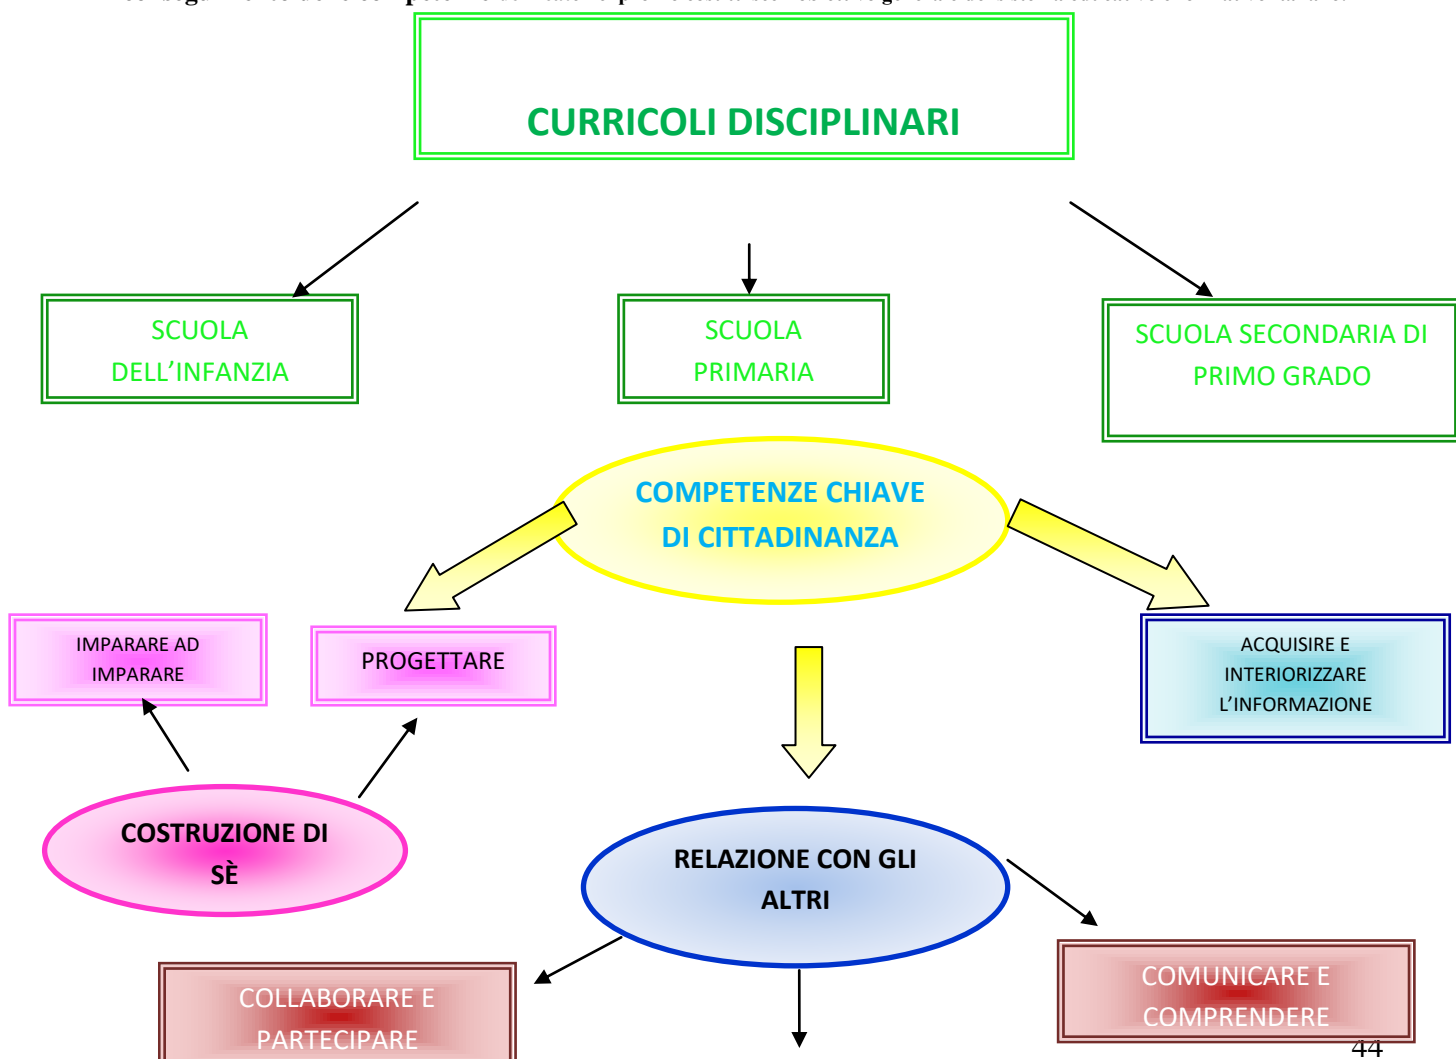 CURRICOLI DISCIPLINARI
SCUOLA
DELL’INFANZIA
SCUOLA
PRIMARIA
SCUOLA SECONDARIA DI
PRIMO GRADO
COMPETENZE CHIAVE
DI CITTADINANZA
IMPARARE AD
IMPARARE
PROGETTARE
ACQUISIRE E
INTERIORIZZARE
L’INFORMAZIONE
COSTRUZIONE DI
SÈ
RELAZIONE CON GLI
ALTRI
COLLABORARE E
PARTECIPARE
COMUNICARE E
COMPRENDERE
44